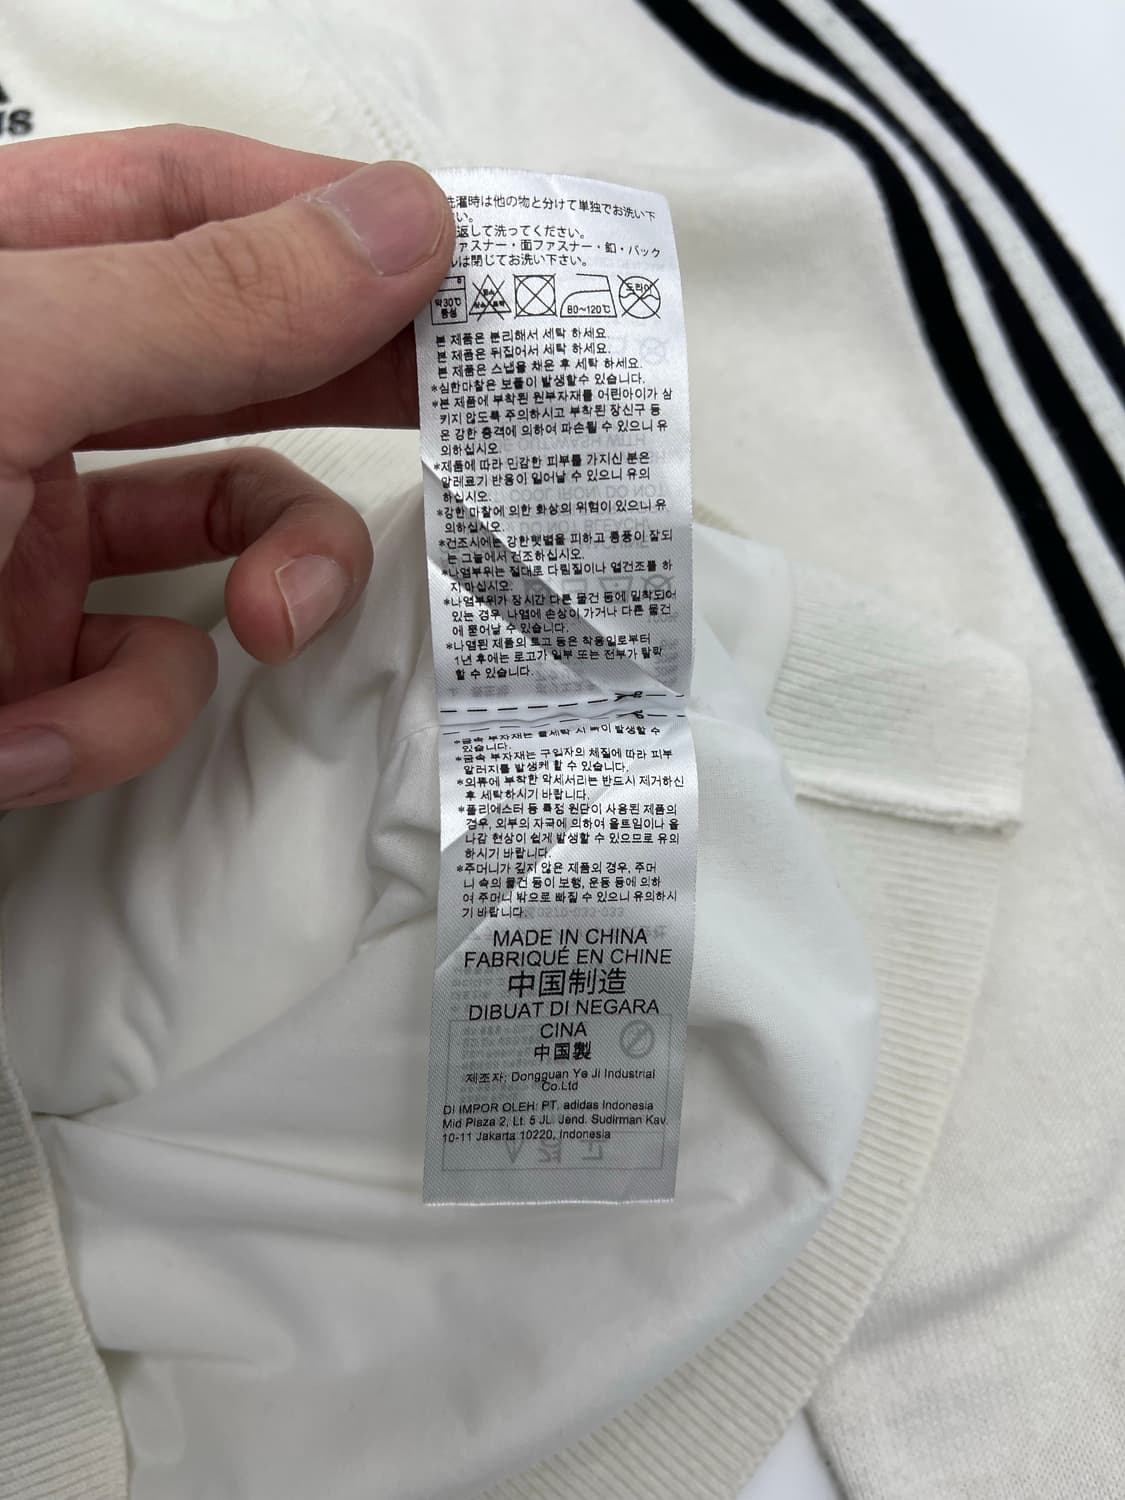 洗濯時は他の物と分けて単独でお洗い下
い。
返して洗ってください。
ァスナー・面ファスナー・釦・バック
ルは閉じてお洗い下さい。
약30℃
중성
80~120℃
드라이
본 제품은 분리해서 세탁 하세요.
본 제품은 뒤집어서 세탁 하세요.
본 제품은 스냅을 채운 후 세탁 하세요.
*심한마찰은 보풀이 발생할수 있습니다.
*본 제품에 부착된 원부자재를 어린아이가 삼
키지 않도록 주의하시고 부착된 장신구 등
은 강한 충격에 의하여 파손될 수 있으니 유
의하십시오.
*제품에 따라 민감한 피부를 가지신 분은
알레르기 반응이 일어날 수 있으니 유의
하십시오.
*강한 마찰에 의한 화상의 위험이 있으니 유
의하십시오.
*건조시에는 강한햇볕을 피하고 통풍이 잘되
는 그늘에서 건조하십시오.
*나염부위는 절대로 다림질이나 열건조를 하
지마십시오.
*나염부위가 장시간 다른 물건 등에 밀착되어
있는 경우, 나염에 손상이 가거나 다른 물건
에 묻어날 수 있습니다.
*나염된 제품의 로고 등은 착용일로부터
1년 후에는 로고가 일부 또는 전부가 탈락
할 수 있습니다.
있습니다.
*금속 부자재는 구입자의 체질에 따라 피부
알러지를 발생케 할 수 있습니다.
*의류에 부착한 악세서리는 반드시 제거하신
후 세탁하시기 바랍니다.
*폴리에스터 등 특정 원단이 사용된 제품의
경우, 외부의 자극에 의하여 올트임이나 올
나감 현상이 쉽게 발생할 수 있으므로 유의
하시기 바랍니다.
*주머니가 깊지 않은 제품의 경우, 주머
니 속의 물건 등이 보행, 운동 등에 의하
여 주머니 밖으로 빠질 수 있으니 유의하시
기 바랍니다.
MADE IN CHINA
FABRIQUÉ EN CHINE
中国制造
DIBUAT DI NEGARA
CINA
中国製
제조자: Dongguan Ye Ji Industrial
Co.Ltd
DI IMPOR OLEH: PT. adidas Indonesia
Mid Plaza 2, Lt. 5 JL. Jend. Sudirman Kav.
10-11 Jakarta 10220, Indonesia